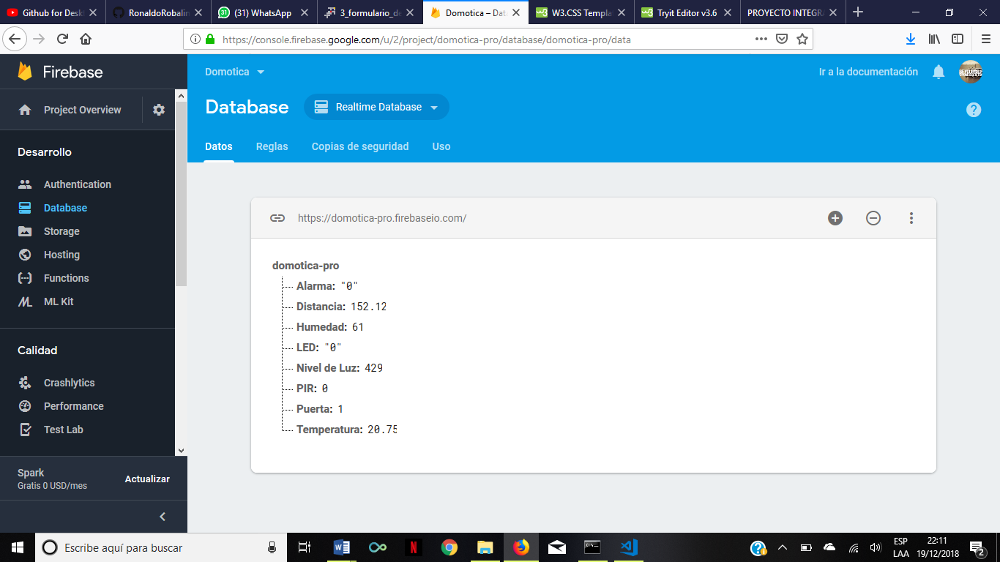 Github for Desk
RonaldoRobalin
(31) WhatsApp
3_formulario_de
Domotica – Dat
W3.CSS Templa
Tryit Editor v3.6
PROYECTO INTEGRA
https://console.firebase.google.com/u/2/project/domotica-pro/database/domotica-pro/data
Firebase
Domotica
Ir a la documentación
Project Overview
Database
Realtime Database
Desarrollo
Datos
Reglas
Copias de seguridad
Uso
Authentication
Database
Storage
Hosting
Functions
ML Kit
https://domotica-pro.firebaseio.com/
domotica-pro
Alarma: "0"
Distancia: 152.12
Humedad: 61
LED: "0"
Nivel de Luz: 429
PIR: 0
Puerta: 1
Temperatura: 20.75
Calidad
Crashlytics
Performance
Test Lab
Spark
Gratis 0 USD/mes
Actualizar
Escribe aquí para buscar
ESP
LAA
22:11
19/12/2018
2